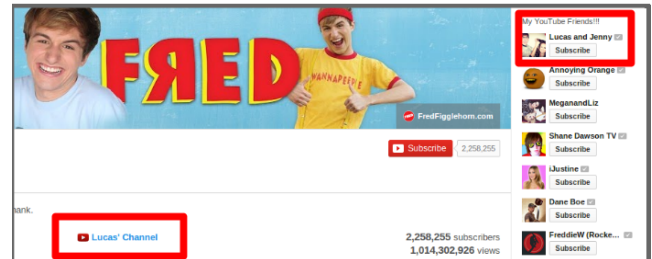 FRED
WANNAPEEPEE
FredFigglehorn.com
Subscribe 2,258,255
hank.
Lucas' Channel
2,258,255 subscribers
1,014,302,926 views
My YouTube Friends!!!
Lucas and Jenny
Subscribe
Annoying Orange
Subscribe
MeganandLiz
Subscribe
Shane Dawson TV
Subscribe
iJustine
Subscribe
Dane Boe
Subscribe
FreddieW (Rocke...
Subscribe